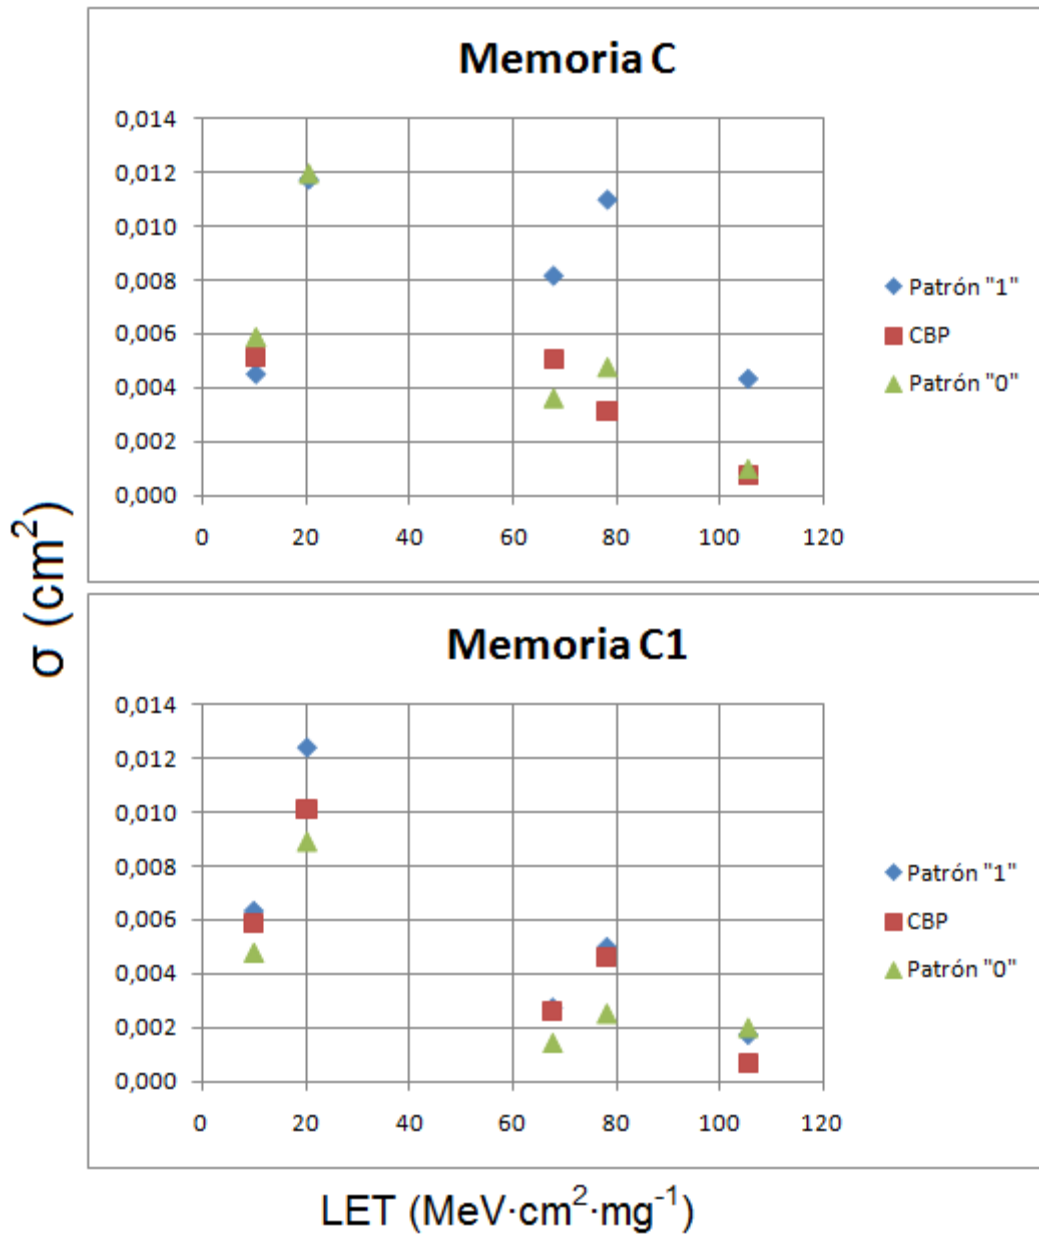 Memoria C
0,014
0,012
0,010
0,008
0,006
0,004
0,002
0,000
0 20 40 60 80 100 120
Patrón "1"
CBP
Patrón "0"
σ (cm²)
Memoria C1
0,014
0,012
0,010
0,008
0,006
0,004
0,002
0,000
0 20 40 60 80 100 120
Patrón "1"
CBP
Patrón "0"
LET (MeV·cm²·mg⁻¹)